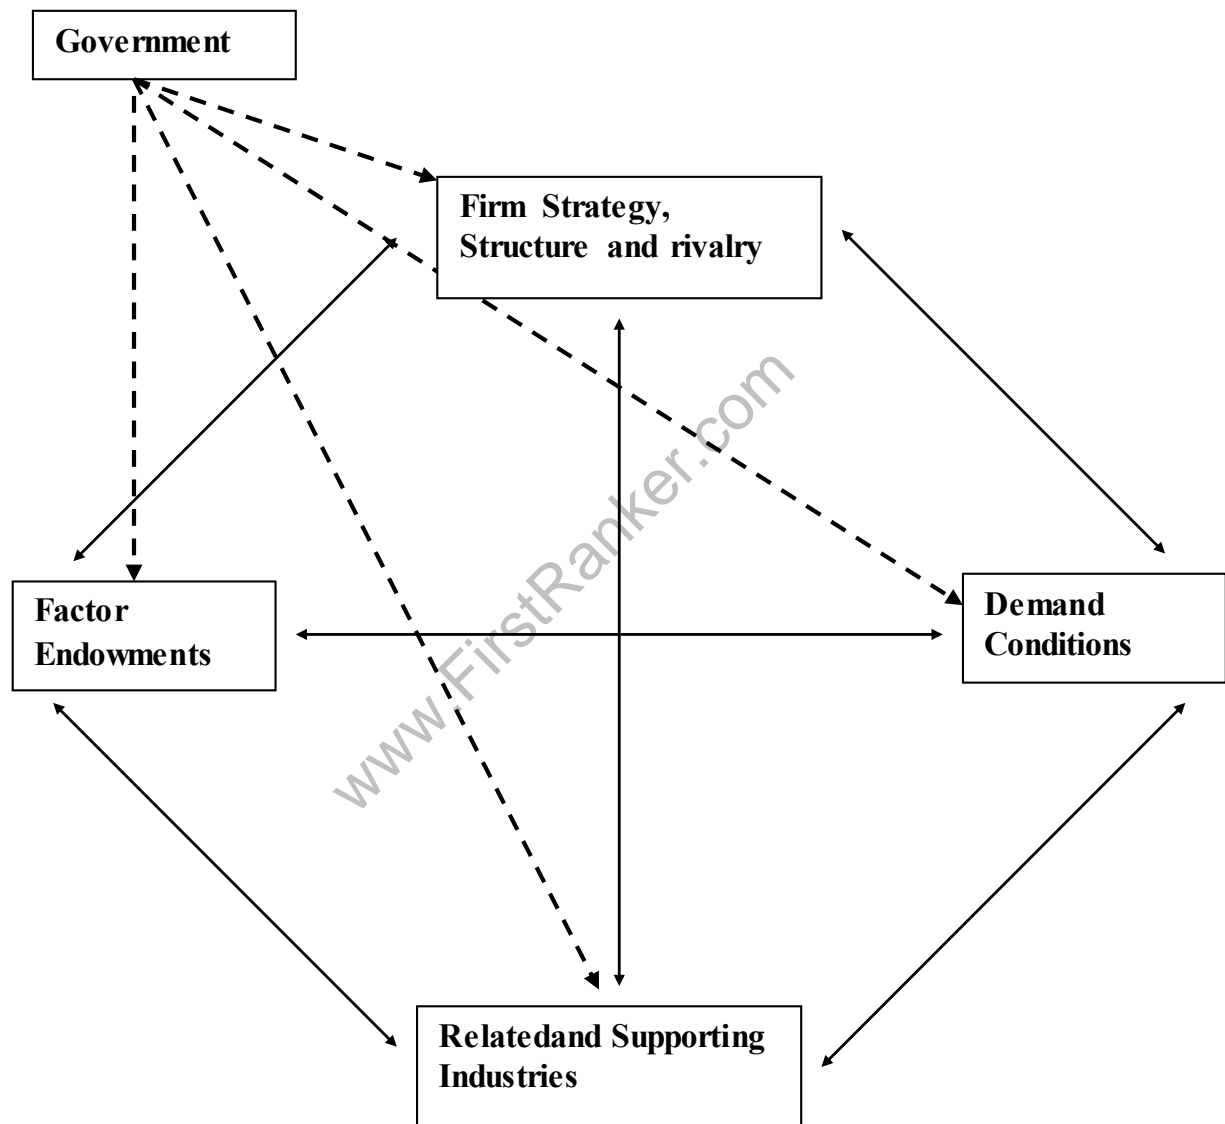 Government
Firm Strategy,
Structure and rivalry
www.FirstRanker.com
Factor
Endowments
Demand
Conditions
Relatedand Supporting
Industries